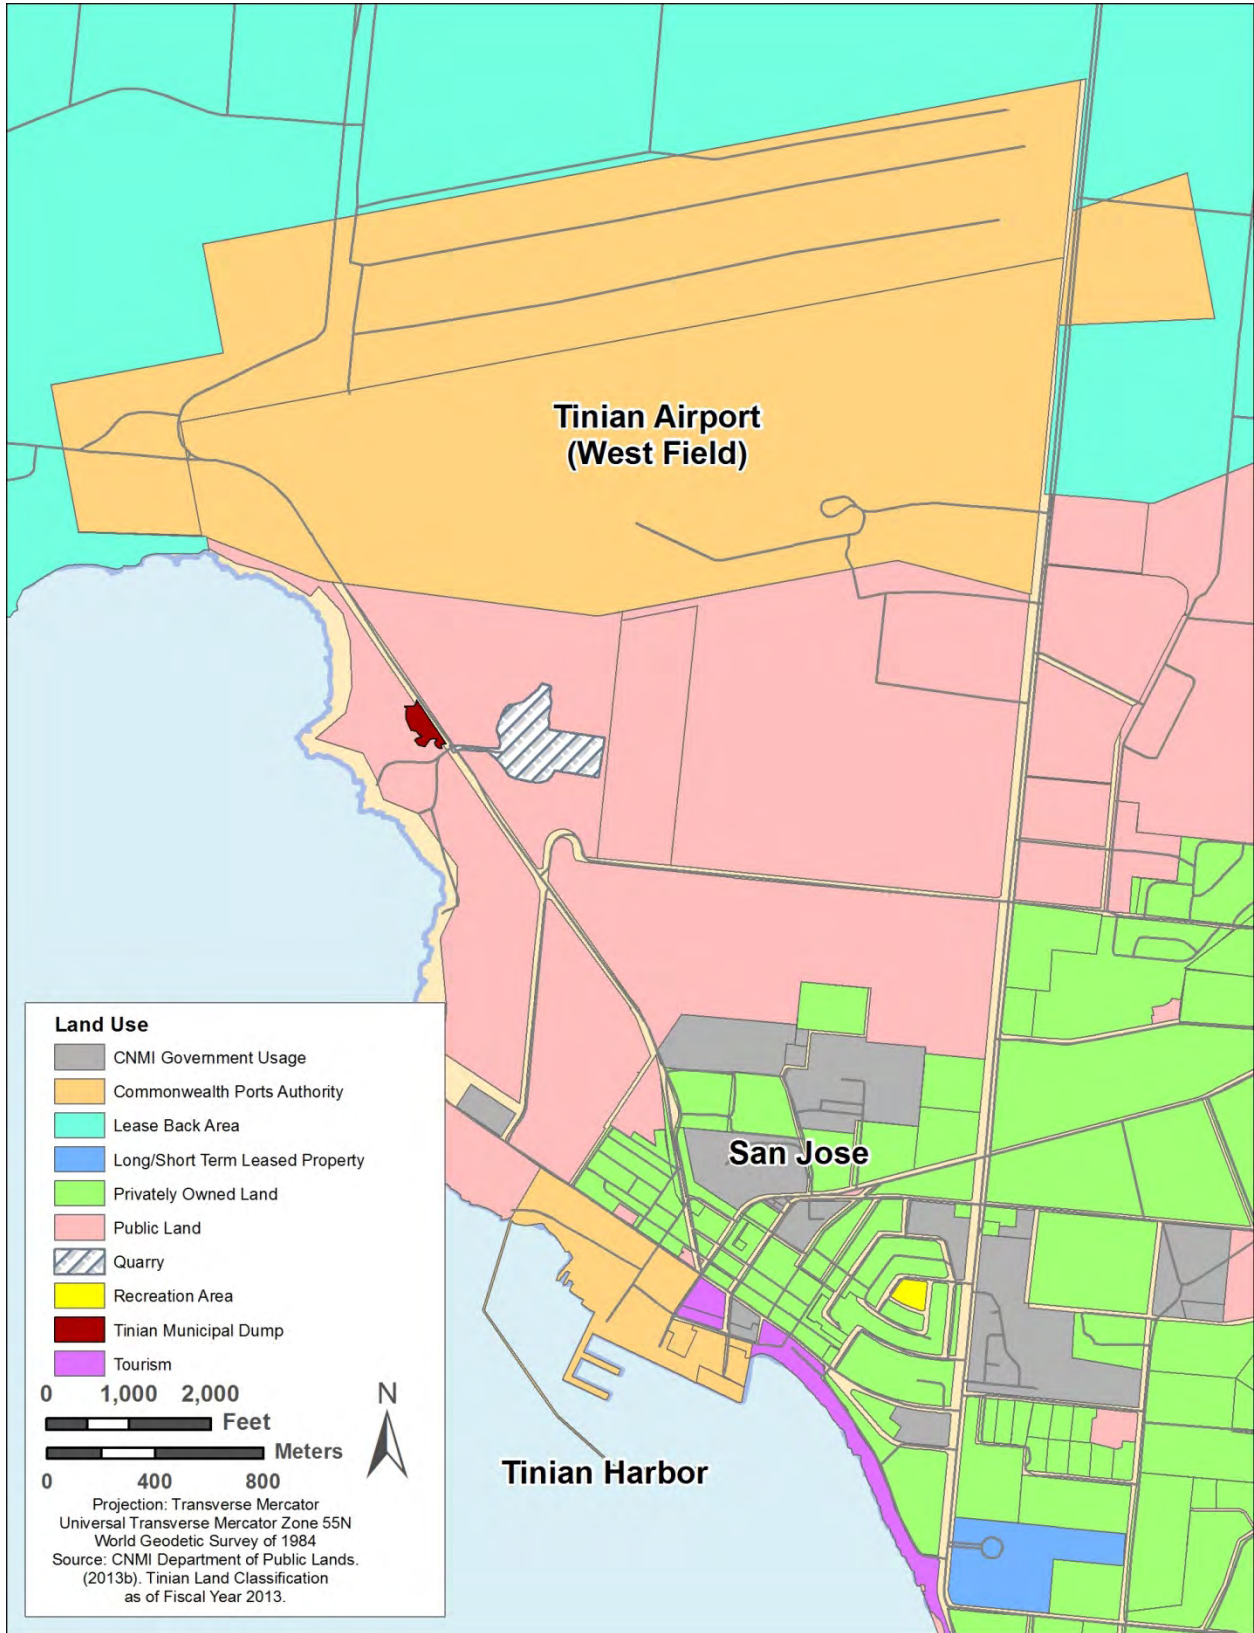 Tinian Airport
(West Field)
San Jose
Tinian Harbor
Land Use
CNMI Government Usage
Commonwealth Ports Authority
Lease Back Area
Long/Short Term Leased Property
Privately Owned Land
Public Land
Quarry
Recreation Area
Tinian Municipal Dump
Tourism
0 1,000 2,000
Feet
Meters
0 400 800
N
Projection: Transverse Mercator
Universal Transverse Mercator Zone 55N
World Geodetic Survey of 1984
Source: CNMI Department of Public Lands.
(2013b). Tinian Land Classification
as of Fiscal Year 2013.